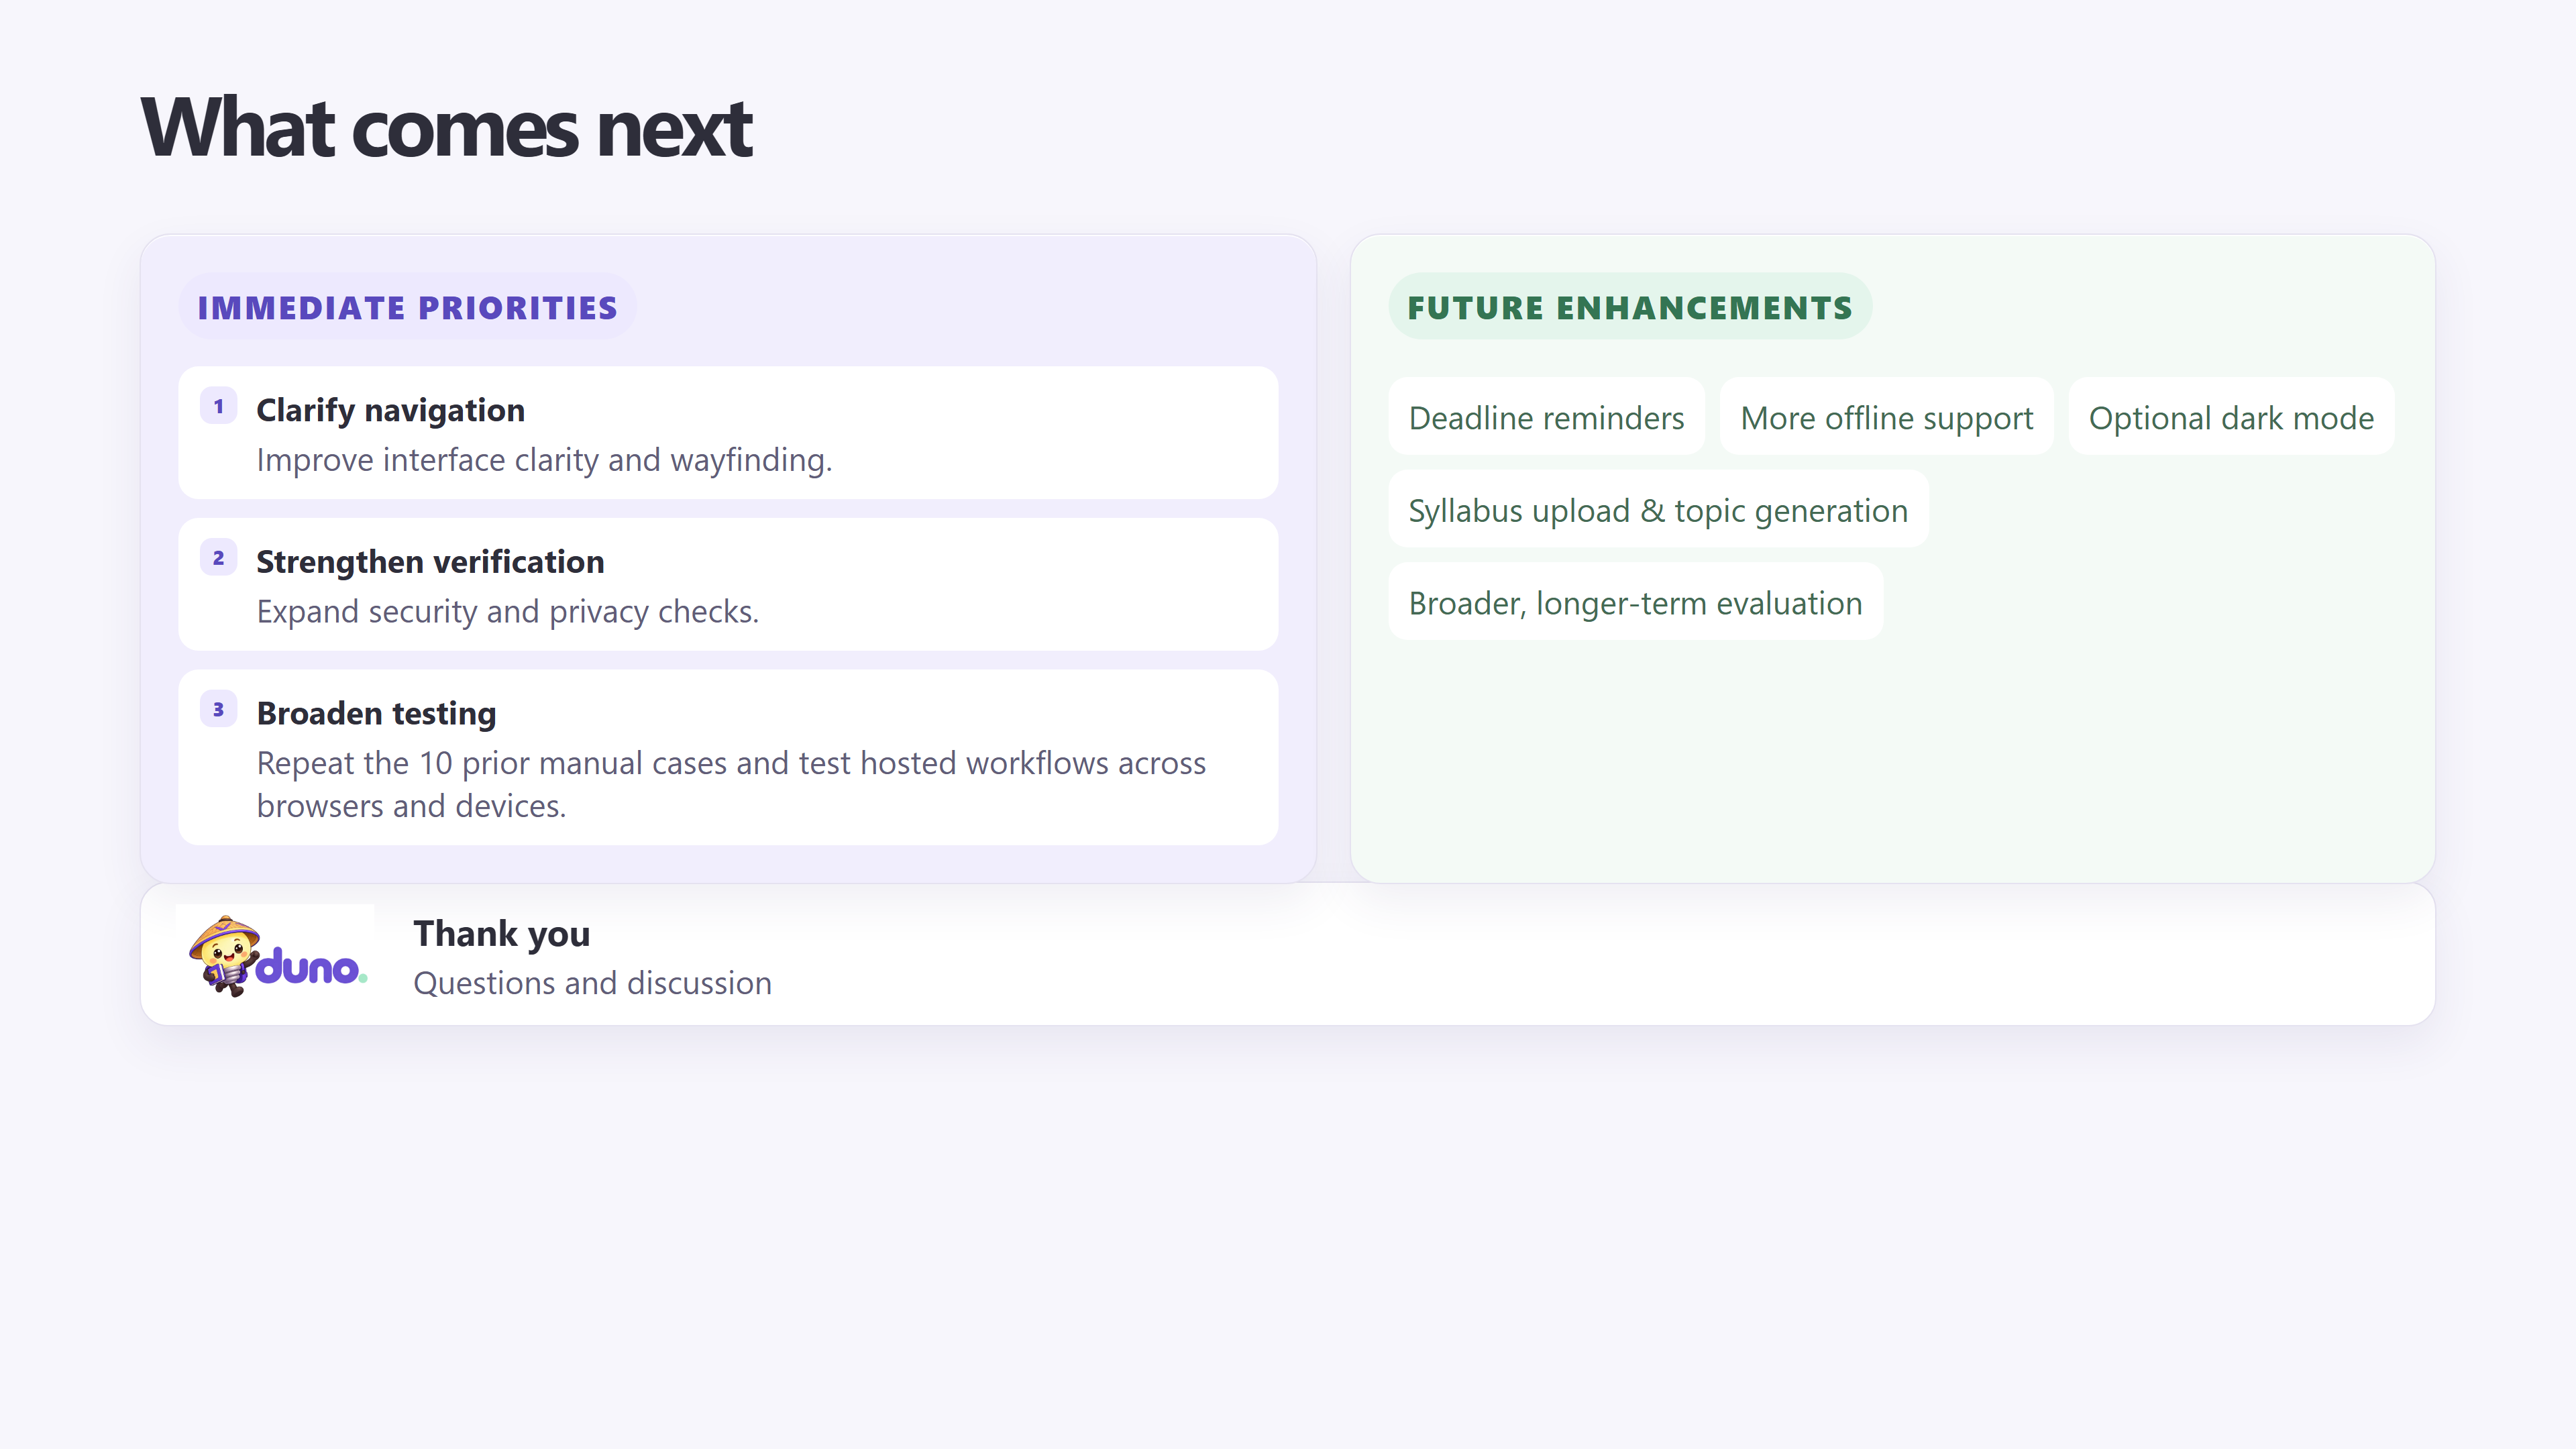 What comes next
IMMEDIATE PRIORITIES
1
Clarify navigation
Improve interface clarity and wayfinding.
2
Strengthen verification
Expand security and privacy checks.
3
Broaden testing
Repeat the 10 prior manual cases and test hosted workflows across
browsers and devices.
FUTURE ENHANCEMENTS
Deadline reminders
More offline support
Optional dark mode
Syllabus upload & topic generation
Broader, longer-term evaluation
duno.
Thank you
Questions and discussion